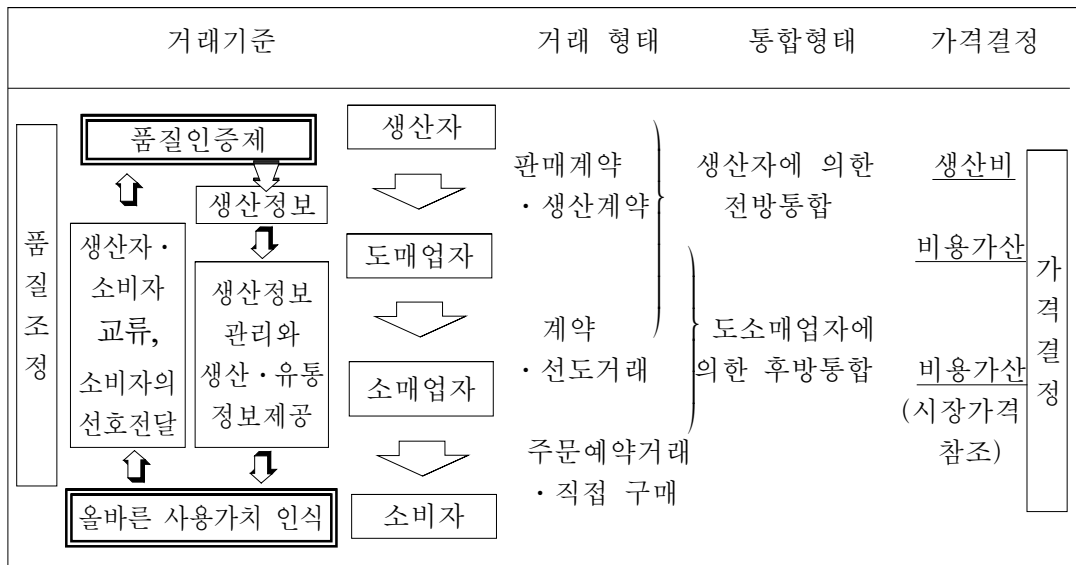 거래기준 거래 형태 통합형태 가격결정
품질조정
품질인증제
생산정보
생산자·
소비자
교류,
소비자의
선호전달
생산정보
관리와
생산·유통
정보제공
올바른 사용가치 인식
생산자
도매업자
소매업자
소비자
판매계약
·생산계약
계약
·선도거래
주문예약거래
·직접 구매
생산자에 의한
전방통합
도소매업자에
의한 후방통합
생산비
비용가산
비용가산
(시장가격
참조)
가격결정